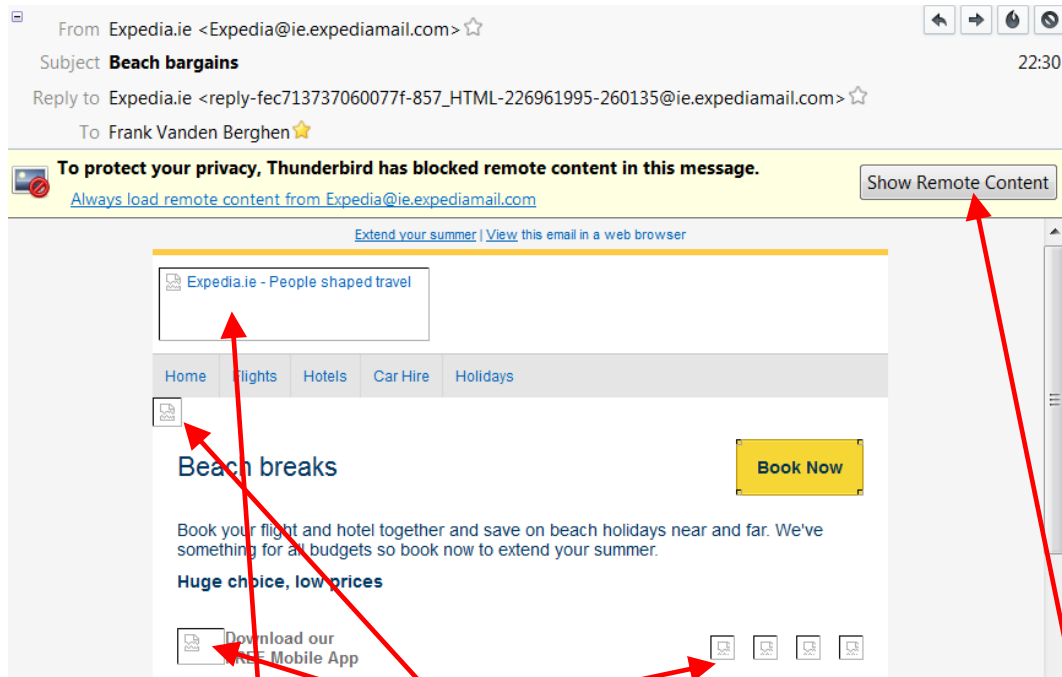 From Expedia.ie <Expedia@ie.expediamail.com>
Subject Beach bargains
22:30
Reply to Expedia.ie <reply-fec713737060077f-857_HTML-226961995-260135@ie.expediamail.com>
To Frank Vanden Berghen
To protect your privacy, Thunderbird has blocked remote content in this message.
Show Remote Content
Always load remote content from Expedia@ie.expediamail.com
Extend your summer | View this email in a web browser
Expedia.ie - People shaped travel
Home Flights Hotels Car Hire Holidays
Beach breaks
Book Now
Book your flight and hotel together and save on beach holidays near and far. We've
something for all budgets so book now to extend your summer.
Huge choice, low prices
Download our
FREE Mobile App